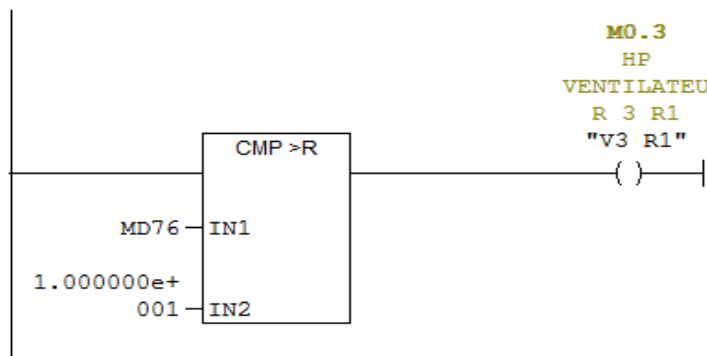 M0.3
HP
VENTILATEU
R 3 R1
"V3 R1"
CMP >R
MD76
IN1
1.000000e+
001
IN2